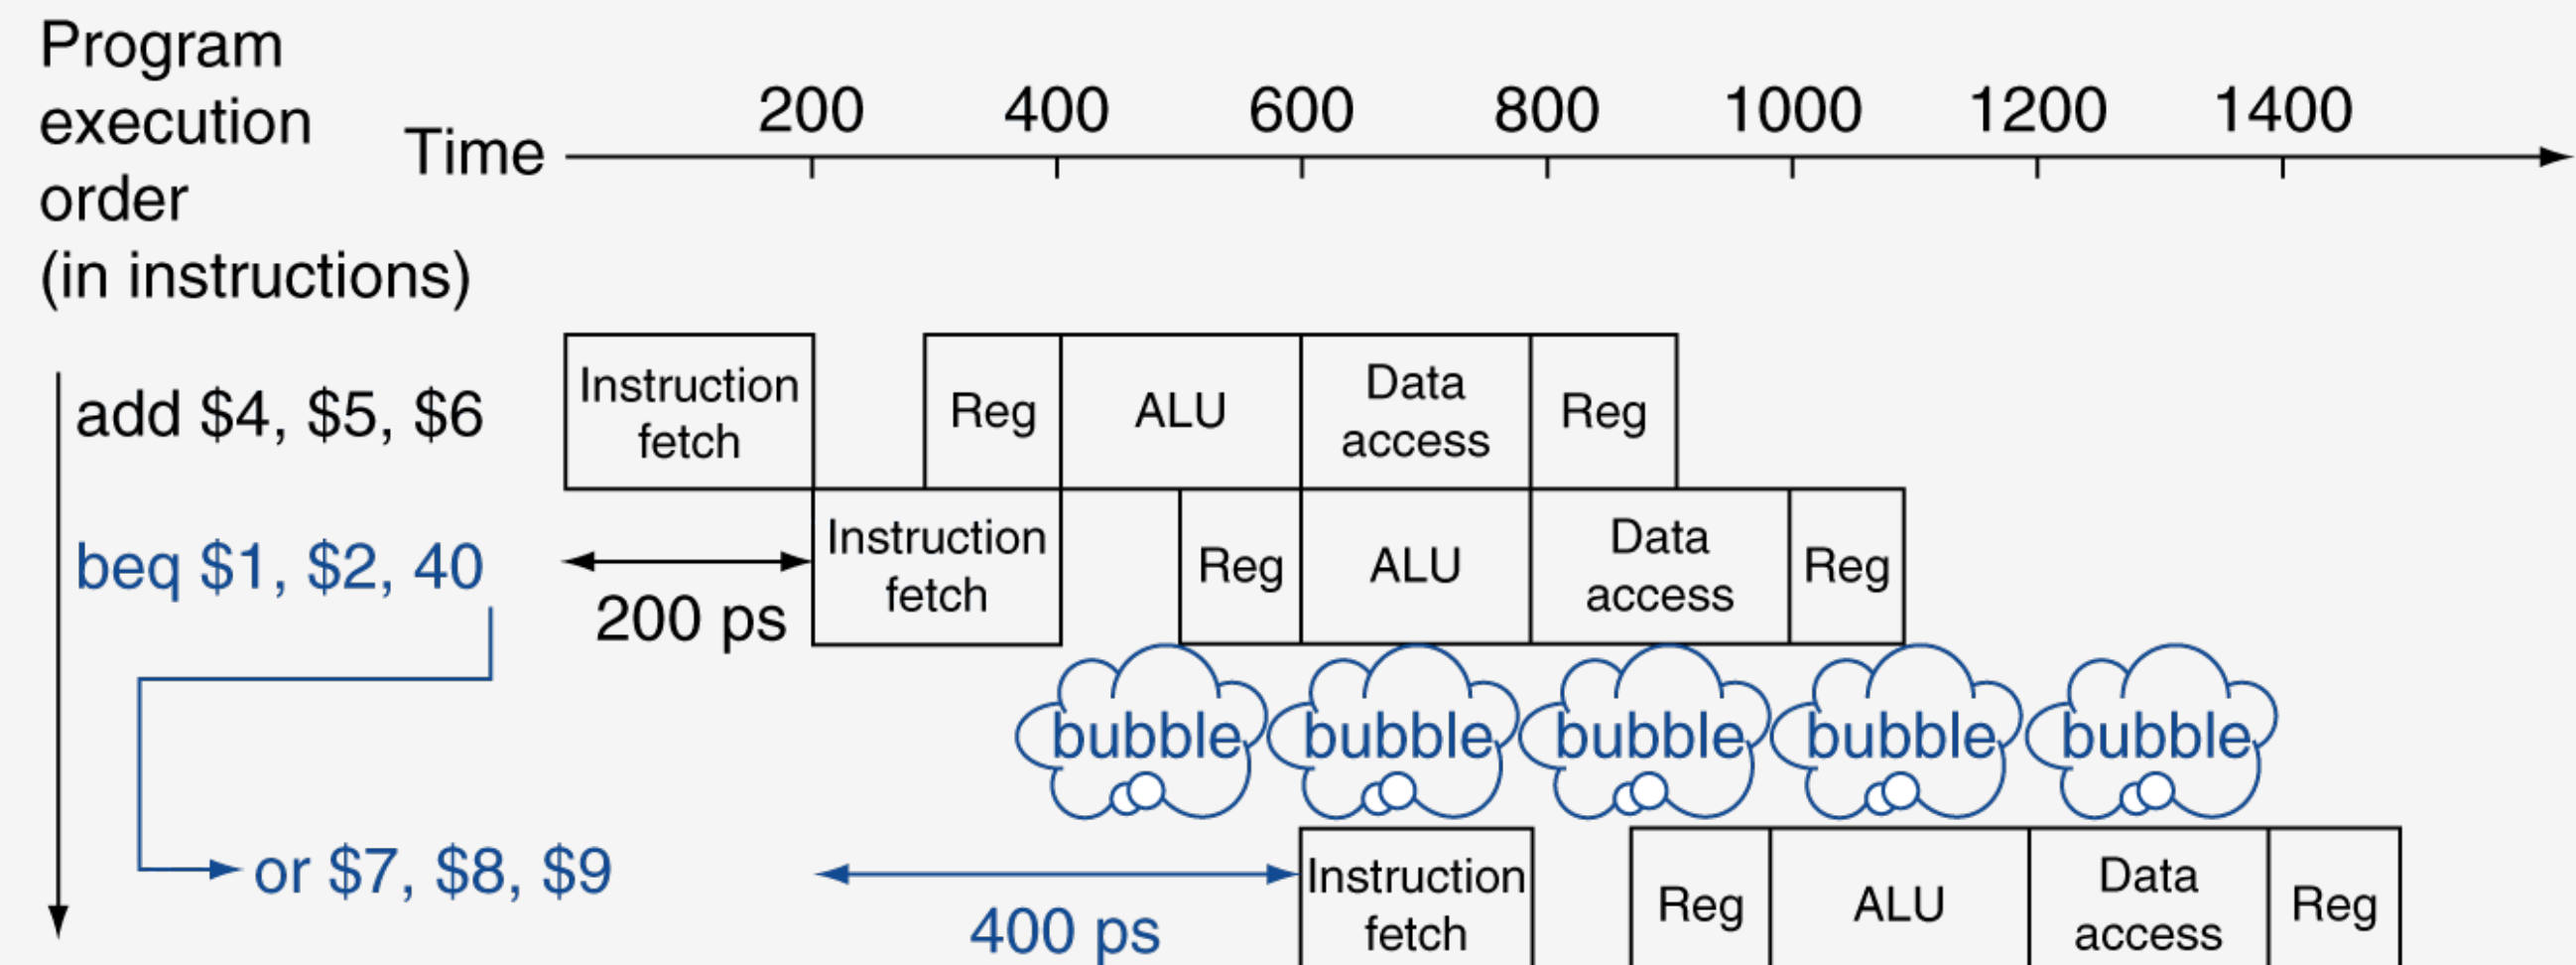 Program
execution
order
(in instructions)
Time
200 400 600 800 1000 1200 1400
add $4, $5, $6
Instruction
fetch
Reg
ALU
Data
access
Reg
beq $1, $2, 40
200 ps
Instruction
fetch
Reg
ALU
Data
access
Reg
bubble bubble bubble bubble bubble
or $7, $8, $9
400 ps
Instruction
fetch
Reg
ALU
Data
access
Reg